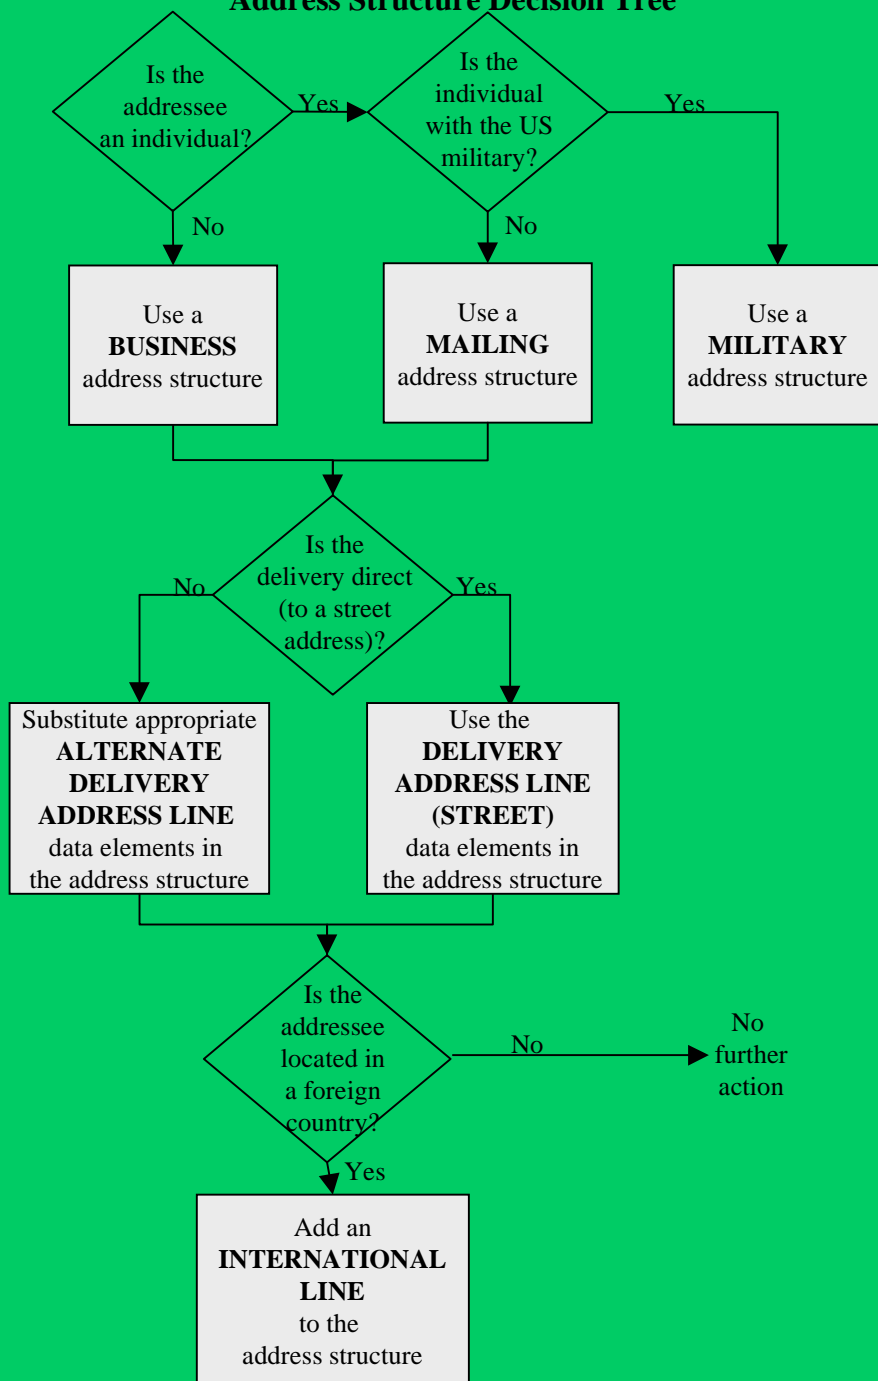 Address Structure Decision Tree
Is the
addressee
an individual?
Yes
Is the
individual
with the US
military?
Yes
No
No
Use a
BUSINESS
address structure
Use a
MAILING
address structure
Use a
MILITARY
address structure
Is the
delivery direct
(to a street
address)?
No
Yes
Substitute appropriate
ALTERNATE
DELIVERY
ADDRESS LINE
data elements in
the address structure
Use the
DELIVERY
ADDRESS LINE
(STREET)
data elements in
the address structure
Is the
addressee
located in
a foreign
country?
No
No
further
action
Yes
Add an
INTERNATIONAL
LINE
to the
address structure